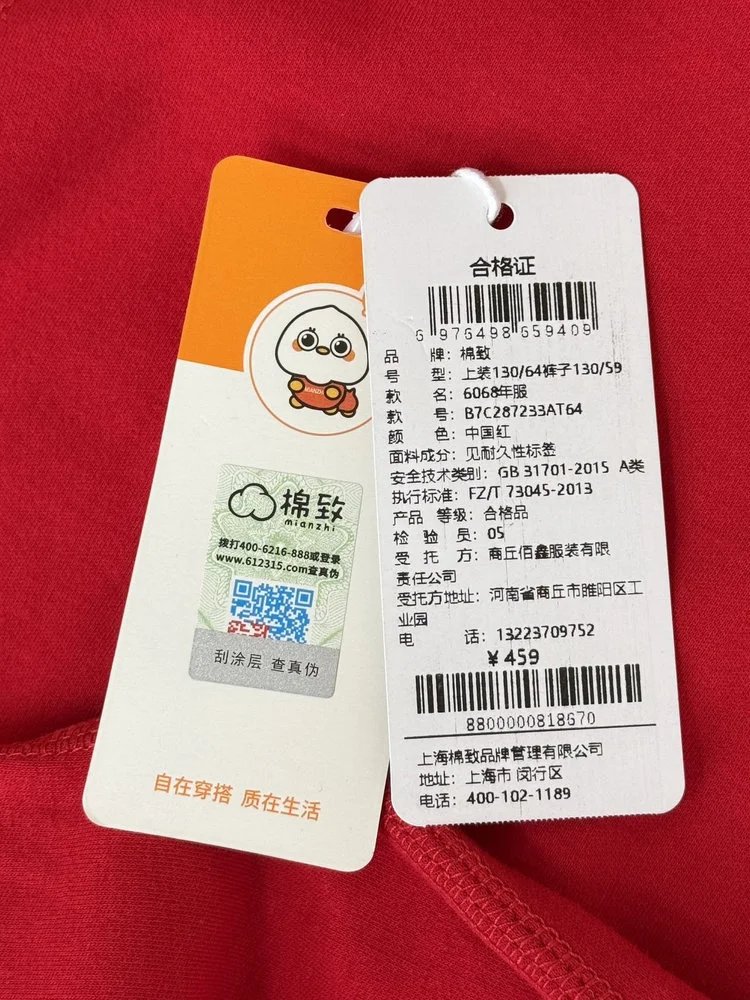 MIANZHI
棉致
mianzhi
拨打400-6216-888或登录
www.612315.com查真伪
刮涂层 查真伪
自在穿搭 质在生活
合格证
6 976498 659409
品 牌：棉致
号 型：上装130/64裤子130/59
款 名：6068年服
款 号：B7C287233AT64
颜 色：中国红
面料成分：见耐久性标签
安全技术类别：GB 31701-2015 A类
执行标准：FZ/T 73045-2013
产品 等级：合格品
检 验 员：05
受 托 方：商丘佰鑫服装有限
责任公司
受托方地址：河南省商丘市睢阳区工
业园
电 话：13223709752
￥459
8800000818670
上海棉致品牌管理有限公司
地址：上海市 闵行区
电话：400-102-1189